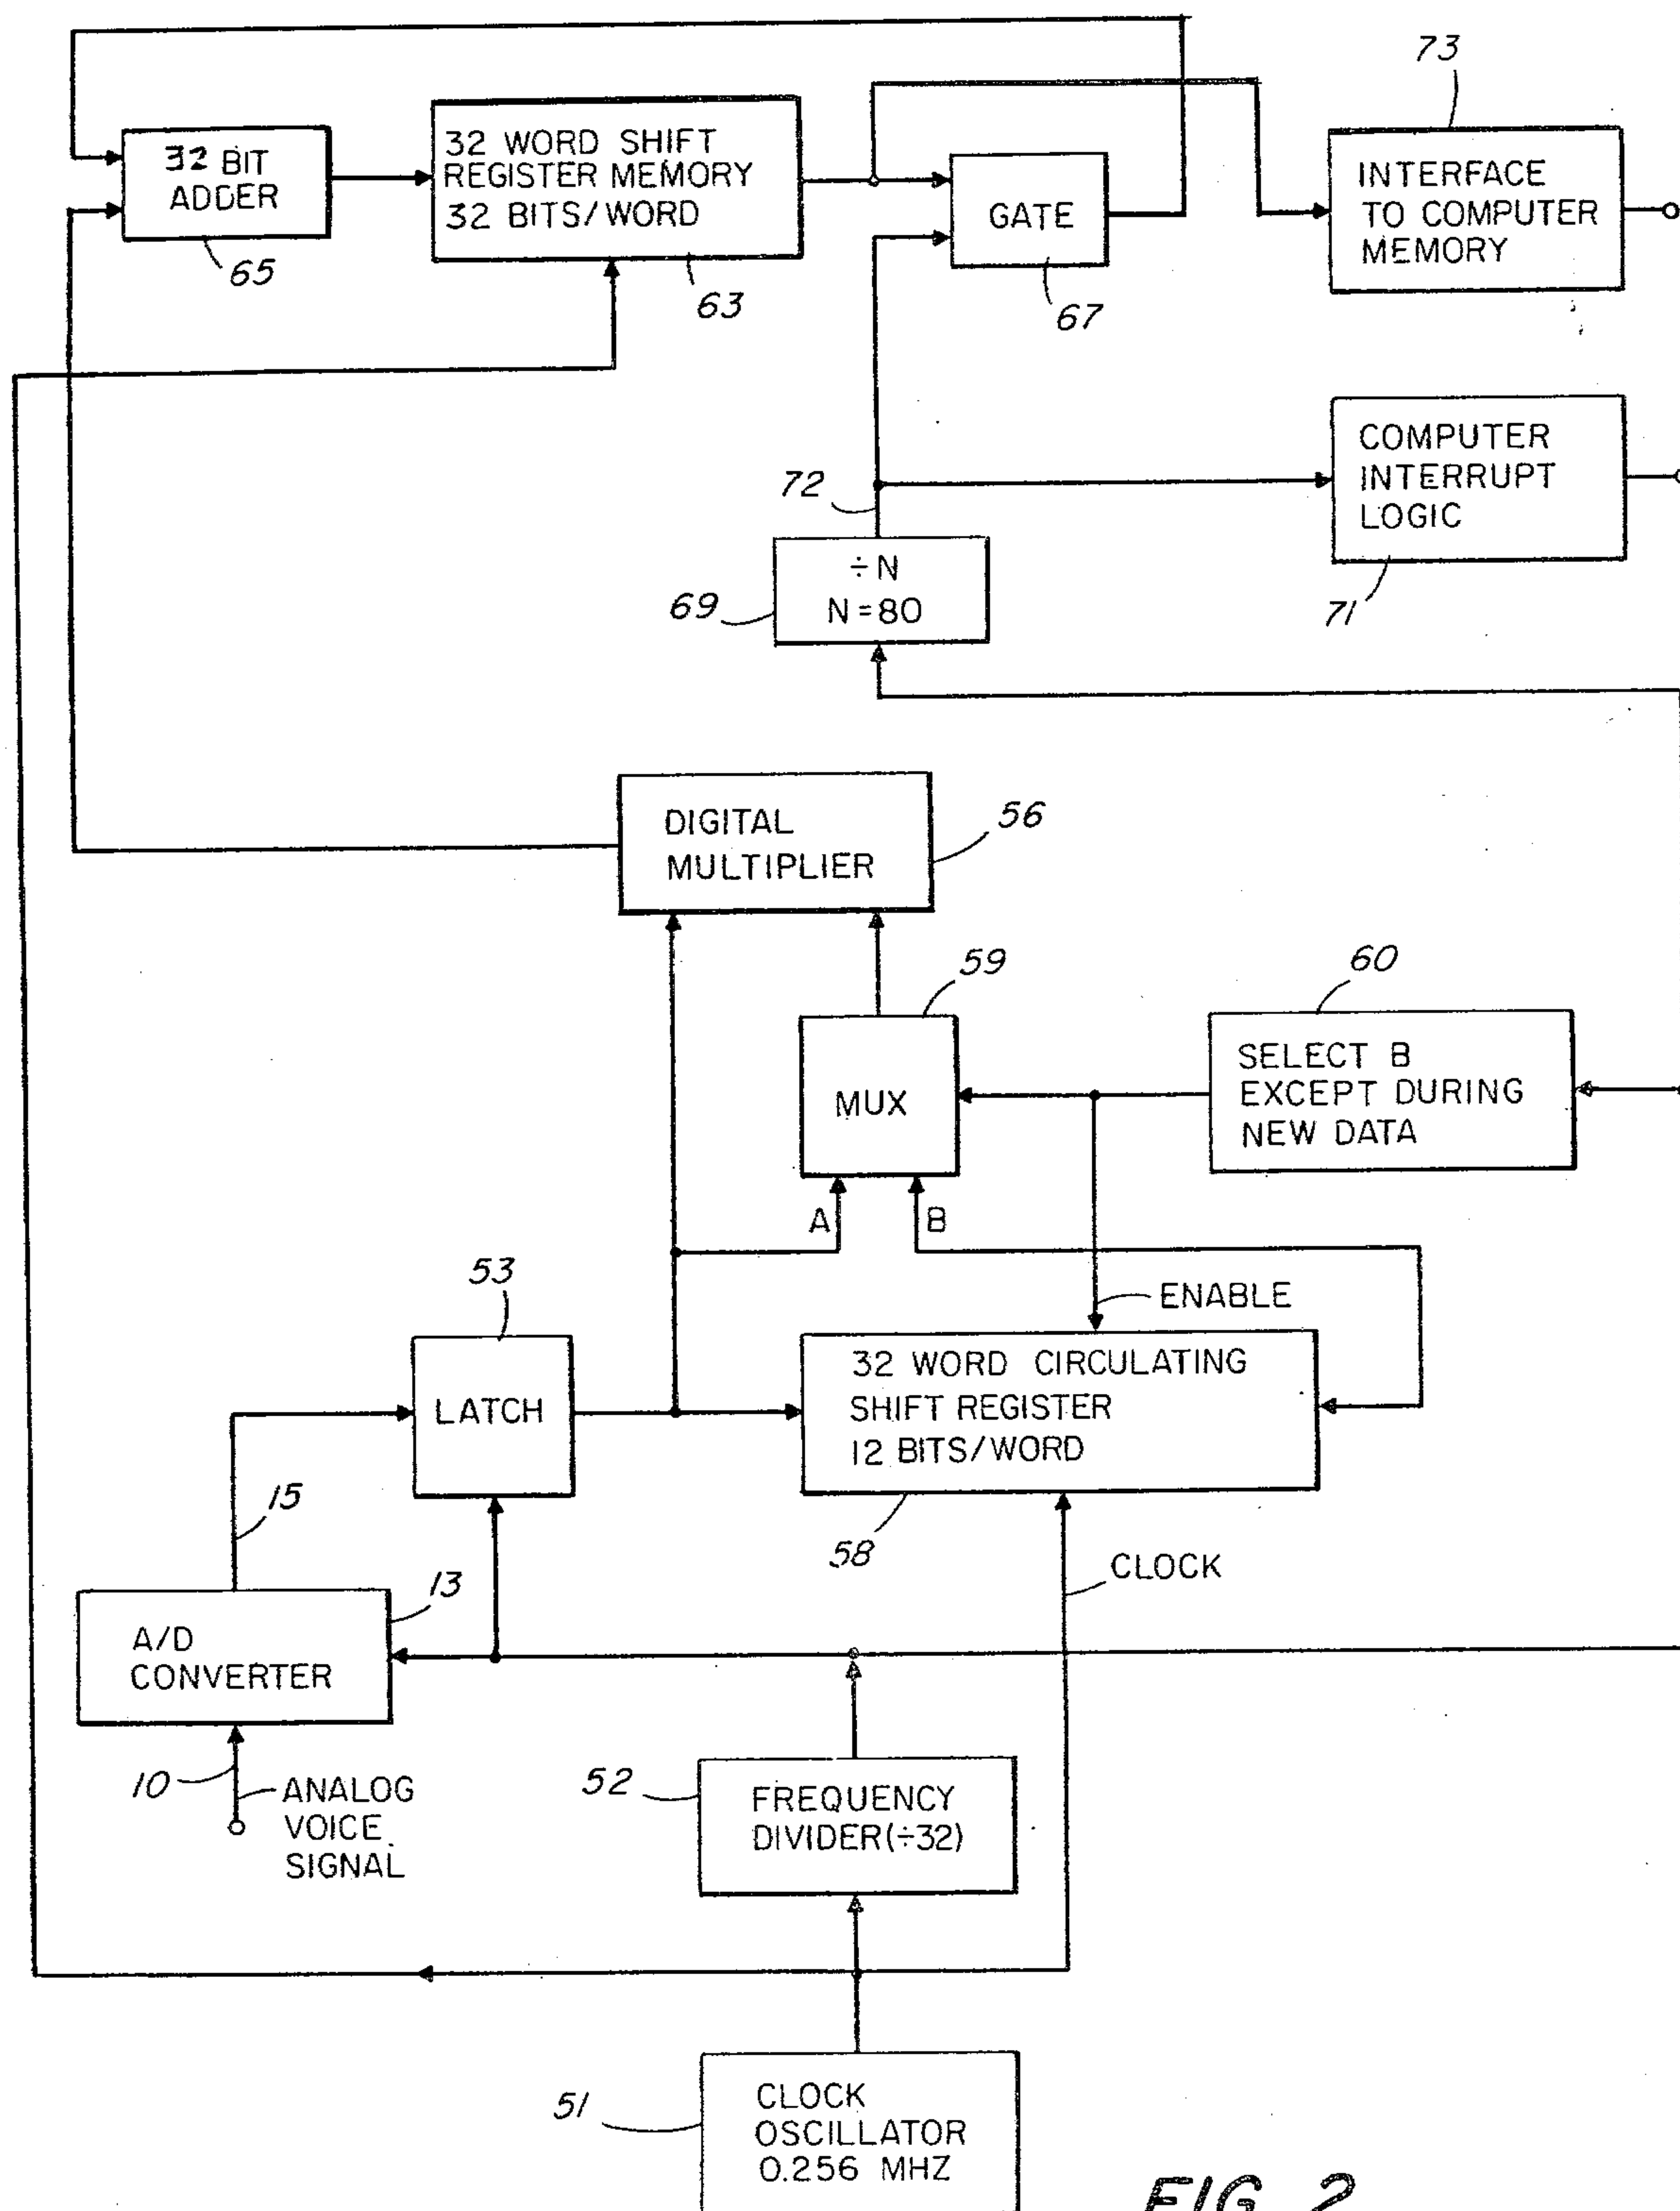 73
32 BIT
ADDER
65
32 WORD SHIFT
REGISTER MEMORY
32 BITS/WORD
63
GATE
67
INTERFACE
TO COMPUTER
MEMORY
COMPUTER
INTERRUPT
LOGIC
71
72
÷N
N=80
69
DIGITAL
MULTIPLIER
56
59
MUX
A
B
60
SELECT B
EXCEPT DURING
NEW DATA
ENABLE
53
LATCH
32 WORD CIRCULATING
SHIFT REGISTER
12 BITS/WORD
58
CLOCK
15
13
A/D
CONVERTER
10
ANALOG
VOICE
SIGNAL
52
FREQUENCY
DIVIDER(÷32)
51
CLOCK
OSCILLATOR
0.256 MHZ
FIG. 2